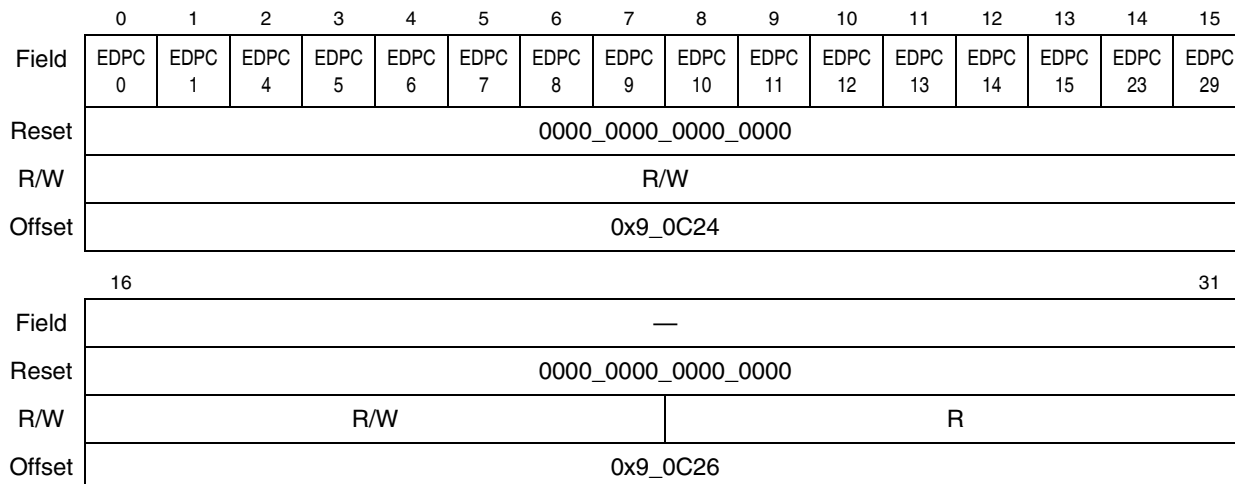 0 1 2 3 4 5 6 7 8 9 10 11 12 13 14 15
Field EDPC EDPC EDPC EDPC EDPC EDPC EDPC EDPC EDPC EDPC EDPC EDPC EDPC EDPC EDPC EDPC
0 1 4 5 6 7 8 9 10 11 12 13 14 15 23 29
Reset 0000_0000_0000_0000
R/W R/W
Offset 0x9_0C24
16 31
Field —
Reset 0000_0000_0000_0000
R/W R/W R
Offset 0x9_0C26